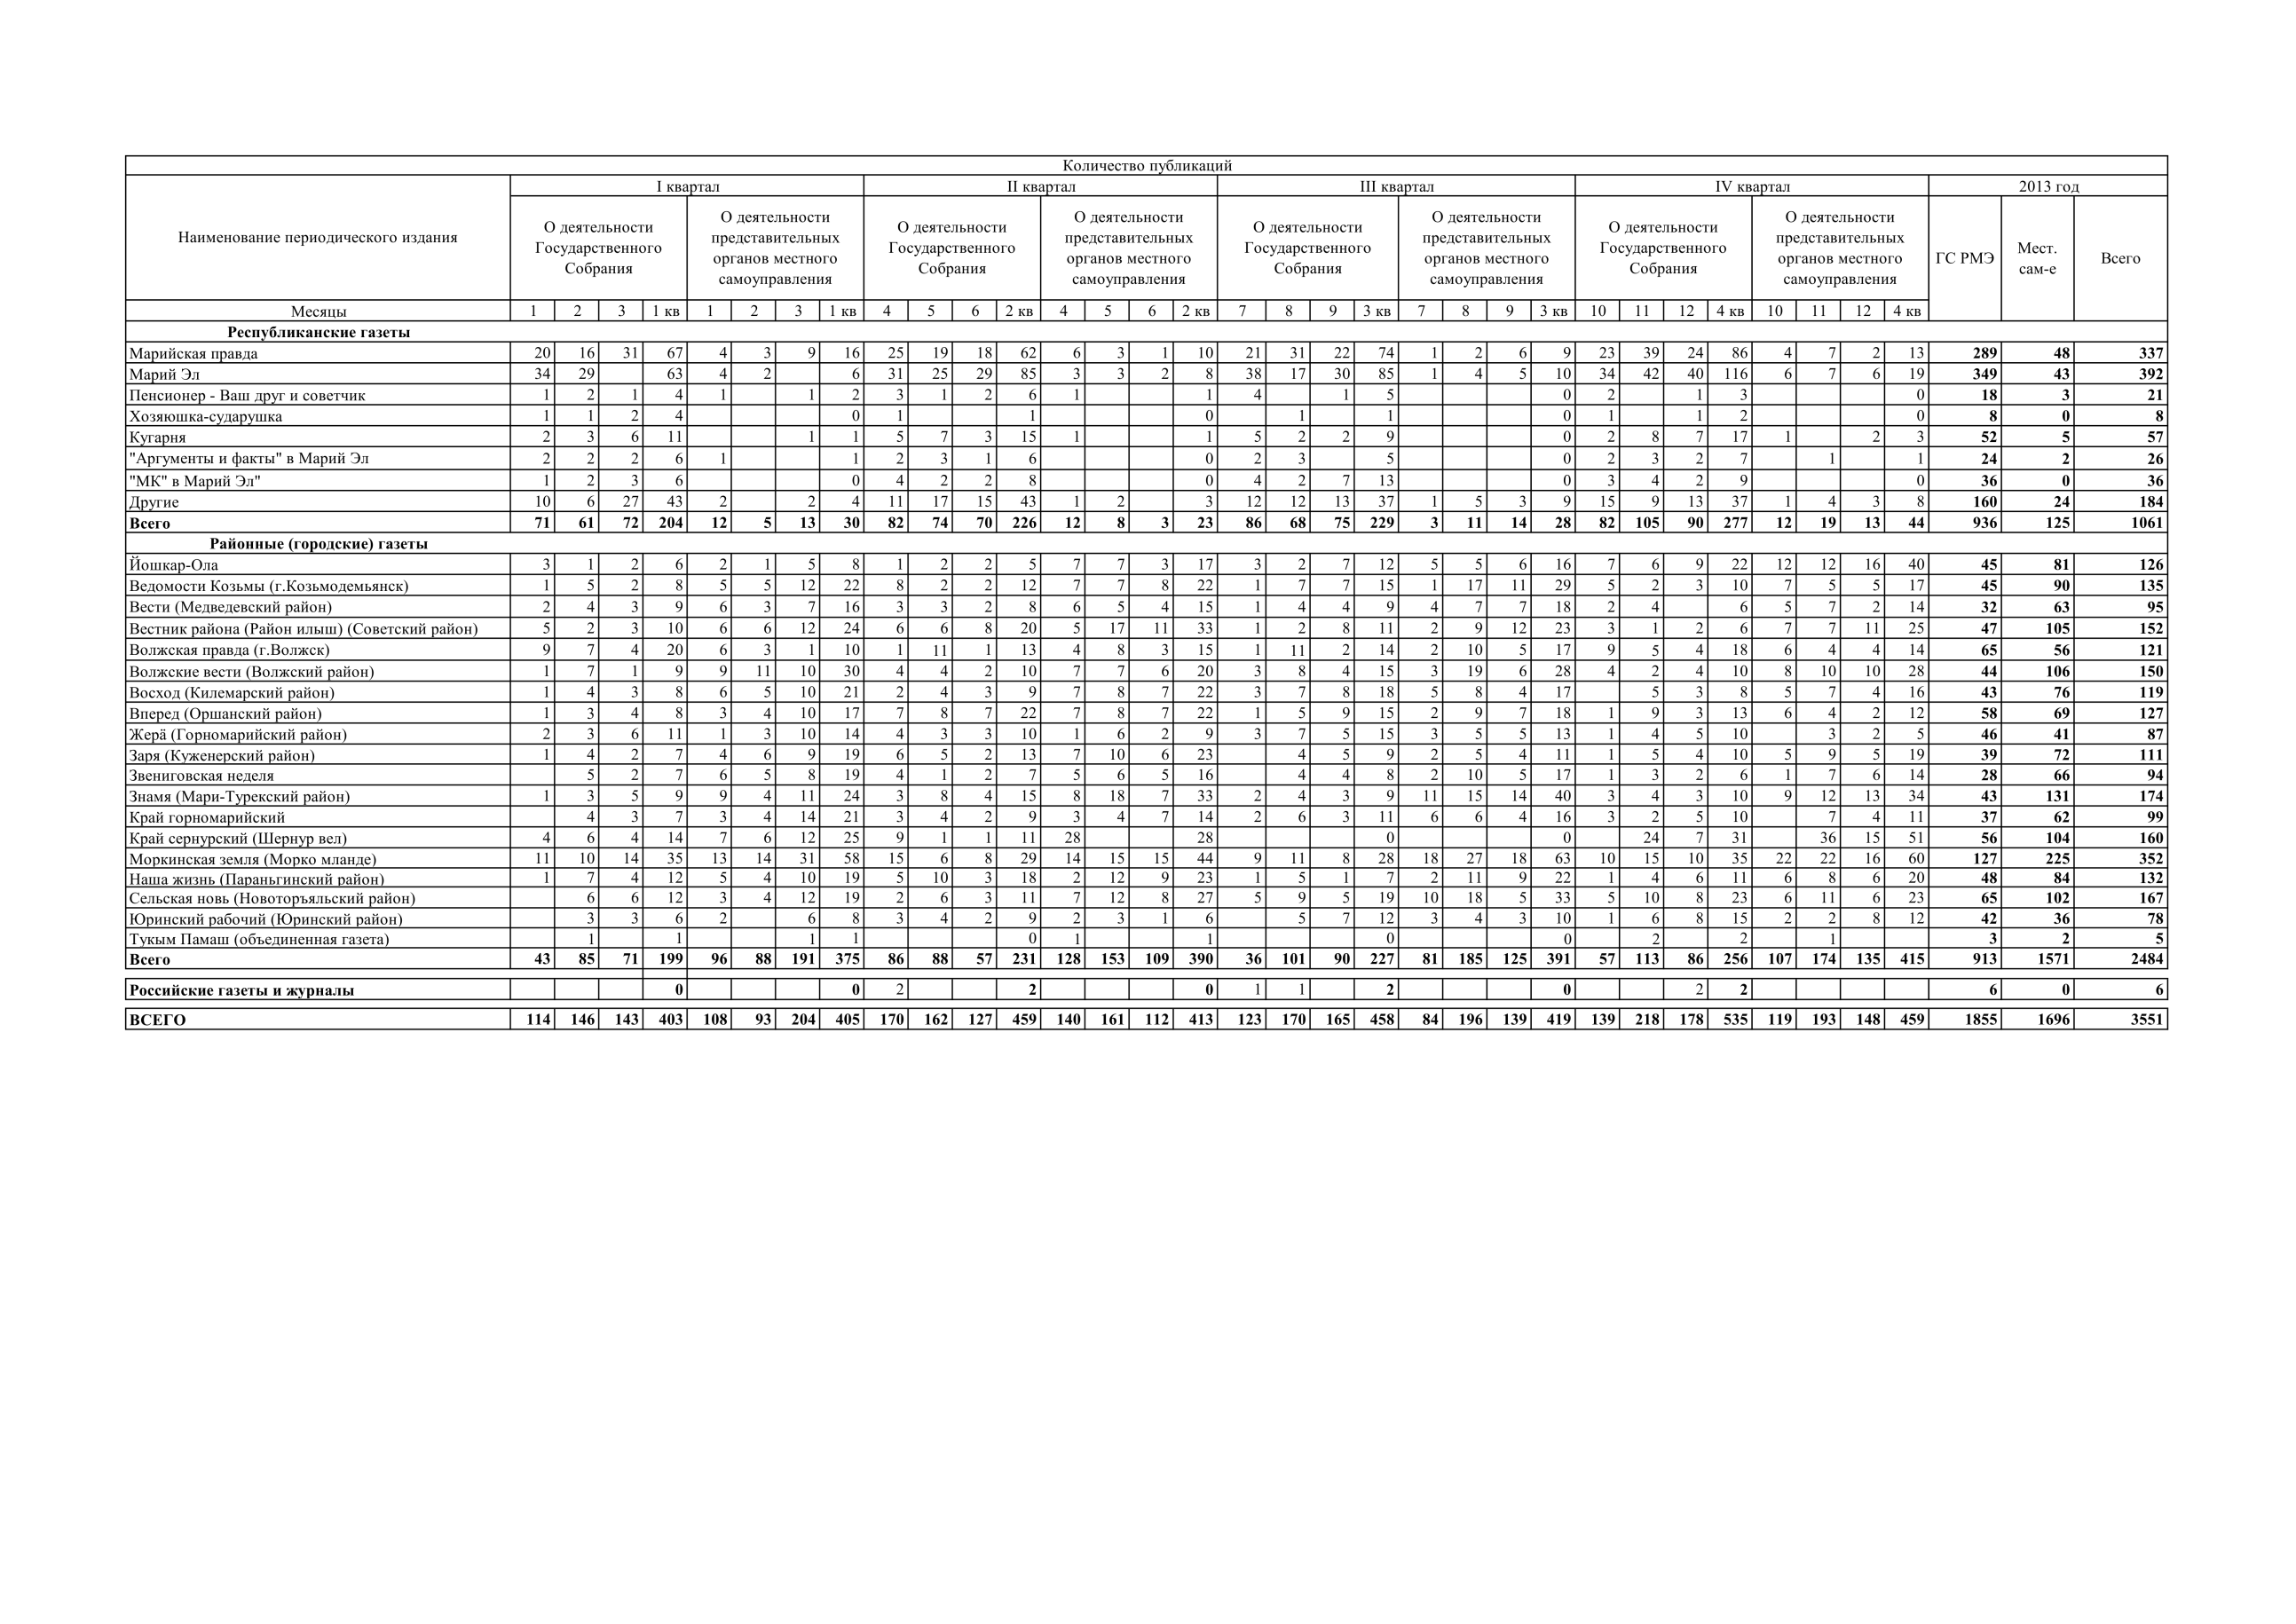 Количество публикаций
Наименование периодического издания I квартал II квартал III квартал IV квартал 2013 год
О деятельности Государственного Собрания О деятельности представительных органов местного самоуправления О деятельности Государственного Собрания О деятельности представительных органов местного самоуправления О деятельности Государственного Собрания О деятельности представительных органов местного самоуправления О деятельности Государственного Собрания О деятельности представительных органов местного самоуправления ГС РМЭ Мест. сам-е Всего
Месяцы 1 2 3 1 кв 1 2 3 1 кв 4 5 6 2 кв 4 5 6 2 кв 7 8 9 3 кв 7 8 9 3 кв 10 11 12 4 кв 10 11 12 4 кв
Республиканские газеты
Марийская правда 20 16 31 67 4 3 9 16 25 19 18 62 6 3 1 10 21 31 22 74 1 2 6 9 23 39 24 86 4 7 2 13 289 48 337
Марий Эл 34 29 63 4 2 6 31 25 29 85 3 3 2 8 38 17 30 85 1 4 5 10 34 42 40 116 6 7 6 19 349 43 392
Пенсионер - Ваш друг и советчик 1 2 1 4 1 1 2 3 1 2 6 1 1 4 1 5 0 2 1 3 0 18 3 21
Хозяюшка-сударушка 1 1 2 4 0 1 1 0 1 1 0 1 1 2 0 8 0 8
Кугарня 2 3 6 11 1 1 5 7 3 15 1 1 5 2 2 9 0 2 8 7 17 1 2 3 52 5 57
"Аргументы и факты" в Марий Эл 2 2 2 6 1 1 2 3 1 6 0 2 3 5 0 2 3 2 7 1 1 24 2 26
"МК" в Марий Эл" 1 2 3 6 0 4 2 2 8 0 4 2 7 13 0 3 4 2 9 0 36 0 36
Другие 10 6 27 43 2 2 4 11 17 15 43 1 2 3 12 12 13 37 1 5 3 9 15 9 13 37 1 4 3 8 160 24 184
Всего 71 61 72 204 12 5 13 30 82 74 70 226 12 8 3 23 86 68 75 229 3 11 14 28 82 105 90 277 12 19 13 44 936 125 1061
Районные (городские) газеты
Йошкар-Ола 3 1 2 6 2 1 5 8 1 2 2 5 7 7 3 17 3 2 7 12 5 5 6 16 7 6 9 22 12 12 16 40 45 81 126
Ведомости Козьмы (г.Козьмодемьянск) 1 5 2 8 5 5 12 22 8 2 2 12 7 7 8 22 1 7 7 15 1 17 11 29 5 2 3 10 7 5 5 17 45 90 135
Вести (Медведевский район) 2 4 3 9 6 3 7 16 3 3 2 8 6 5 4 15 1 4 4 9 4 7 7 18 2 4 6 5 7 2 14 32 63 95
Вестник района (Район илыш) (Советский район) 5 2 3 10 6 6 12 24 6 6 8 20 5 17 11 33 1 2 8 11 2 9 12 23 3 1 2 6 7 7 11 25 47 105 152
Волжская правда (г.Волжск) 9 7 4 20 6 3 1 10 1 11 1 13 4 8 3 15 1 11 2 14 2 10 5 17 9 5 4 18 6 4 4 14 65 56 121
Волжские вести (Волжский район) 1 7 1 9 9 11 10 30 4 4 2 10 7 7 6 20 3 8 4 15 3 19 6 28 4 2 4 10 8 10 10 28 44 106 150
Восход (Килемарский район) 1 4 3 8 6 5 10 21 2 4 3 9 7 8 7 22 3 7 8 18 5 8 4 17 5 3 8 5 7 4 16 43 76 119
Вперед (Оршанский район) 1 3 4 8 3 4 10 17 7 8 7 22 7 8 7 22 1 5 9 15 2 9 7 18 1 9 3 13 6 4 2 12 58 69 127
Жерӓ (Горномарийский район) 2 3 6 11 1 3 10 14 4 3 3 10 1 6 2 9 3 7 5 15 3 5 5 13 1 4 5 10 3 2 5 46 41 87
Заря (Куженерский район) 1 4 2 7 4 6 9 19 6 5 2 13 7 10 6 23 4 5 9 2 5 4 11 1 5 4 10 5 9 5 19 39 72 111
Звениговская неделя 5 2 7 6 5 8 19 4 1 2 7 5 6 5 16 4 4 8 2 10 5 17 1 3 2 6 1 7 6 14 28 66 94
Знамя (Мари-Турекский район) 1 3 5 9 9 4 11 24 3 8 4 15 8 18 7 33 2 4 3 9 11 15 14 40 3 4 3 10 9 12 13 34 43 131 174
Край горномарийский 4 3 7 3 4 14 21 3 4 2 9 3 4 7 14 2 6 3 11 6 6 4 16 3 2 5 10 7 4 11 37 62 99
Край сернурский (Шернур вел) 4 6 4 14 7 6 12 25 9 1 1 11 28 28 0 0 24 7 31 36 15 51 56 104 160
Моркинская земля (Морко мланде) 11 10 14 35 13 14 31 58 15 6 8 29 14 15 15 44 9 11 8 28 18 27 18 63 10 15 10 35 22 22 16 60 127 225 352
Наша жизнь (Параньгинский район) 1 7 4 12 5 4 10 19 5 10 3 18 2 12 9 23 1 5 1 7 2 11 9 22 1 4 6 11 6 8 6 20 48 84 132
Сельская новь (Новоторъяльский район) 6 6 12 3 4 12 19 2 6 3 11 7 12 8 27 5 9 5 19 10 18 5 33 5 10 8 23 6 11 6 23 65 102 167
Юринский рабочий (Юринский район) 3 3 6 2 6 8 3 4 2 9 2 3 1 6 5 7 12 3 4 3 10 1 6 8 15 2 2 8 12 42 36 78
Тукым Памаш (объединенная газета) 1 1 1 1 0 1 1 0 0 2 2 1 3 2 5
Всего 43 85 71 199 96 88 191 375 86 88 57 231 128 153 109 390 36 101 90 227 81 185 125 391 57 113 86 256 107 174 135 415 913 1571 2484
Российские газеты и журналы 0 0 2 2 0 1 1 2 0 2 2 6 0 6
ВСЕГО 114 146 143 403 108 93 204 405 170 162 127 459 140 161 112 413 123 170 165 458 84 196 139 419 139 218 178 535 119 193 148 459 1855 1696 3551